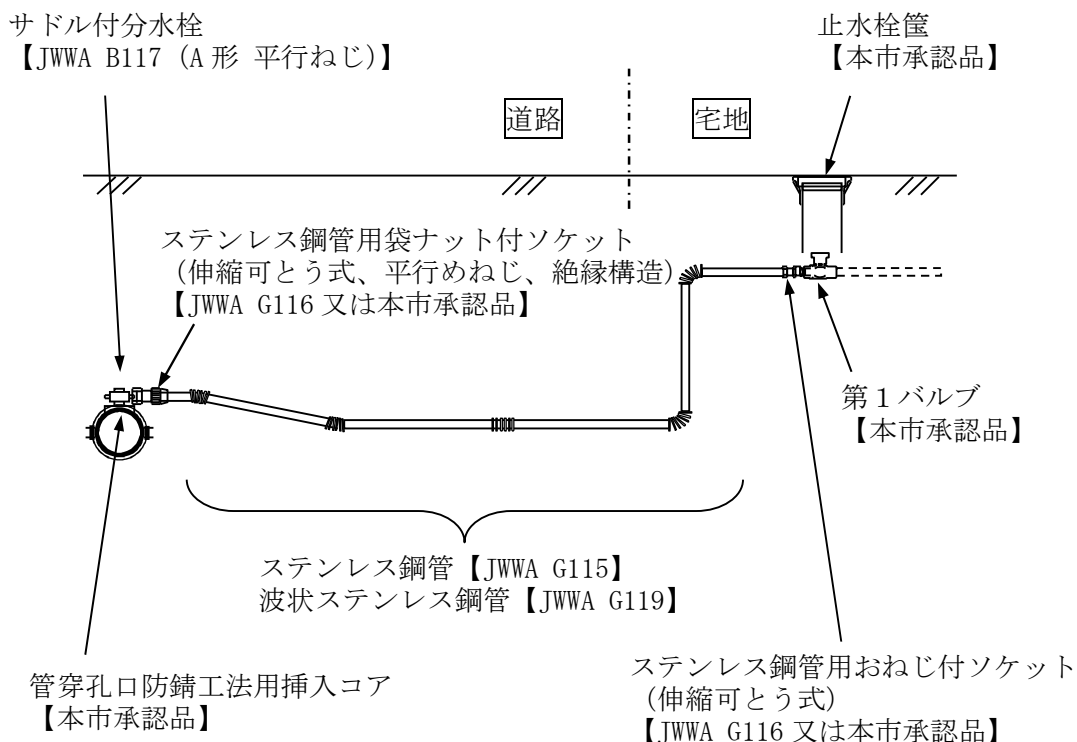 サドル付分水栓
【JWWA B117 (A形 平行ねじ)】
止水栓筐
【本市承認品】
道路
宅地
ステンレス鋼管用袋ナット付ソケット
(伸縮可とう式、平行めねじ、絶縁構造)
【JWWA G116 又は本市承認品】
第1バルブ
【本市承認品】
ステンレス鋼管【JWWA G115】
波状ステンレス鋼管【JWWA G119】
管穿孔口防錆工法用挿入コア
【本市承認品】
ステンレス鋼管用おねじ付ソケット
(伸縮可とう式)
【JWWA G116 又は本市承認品】